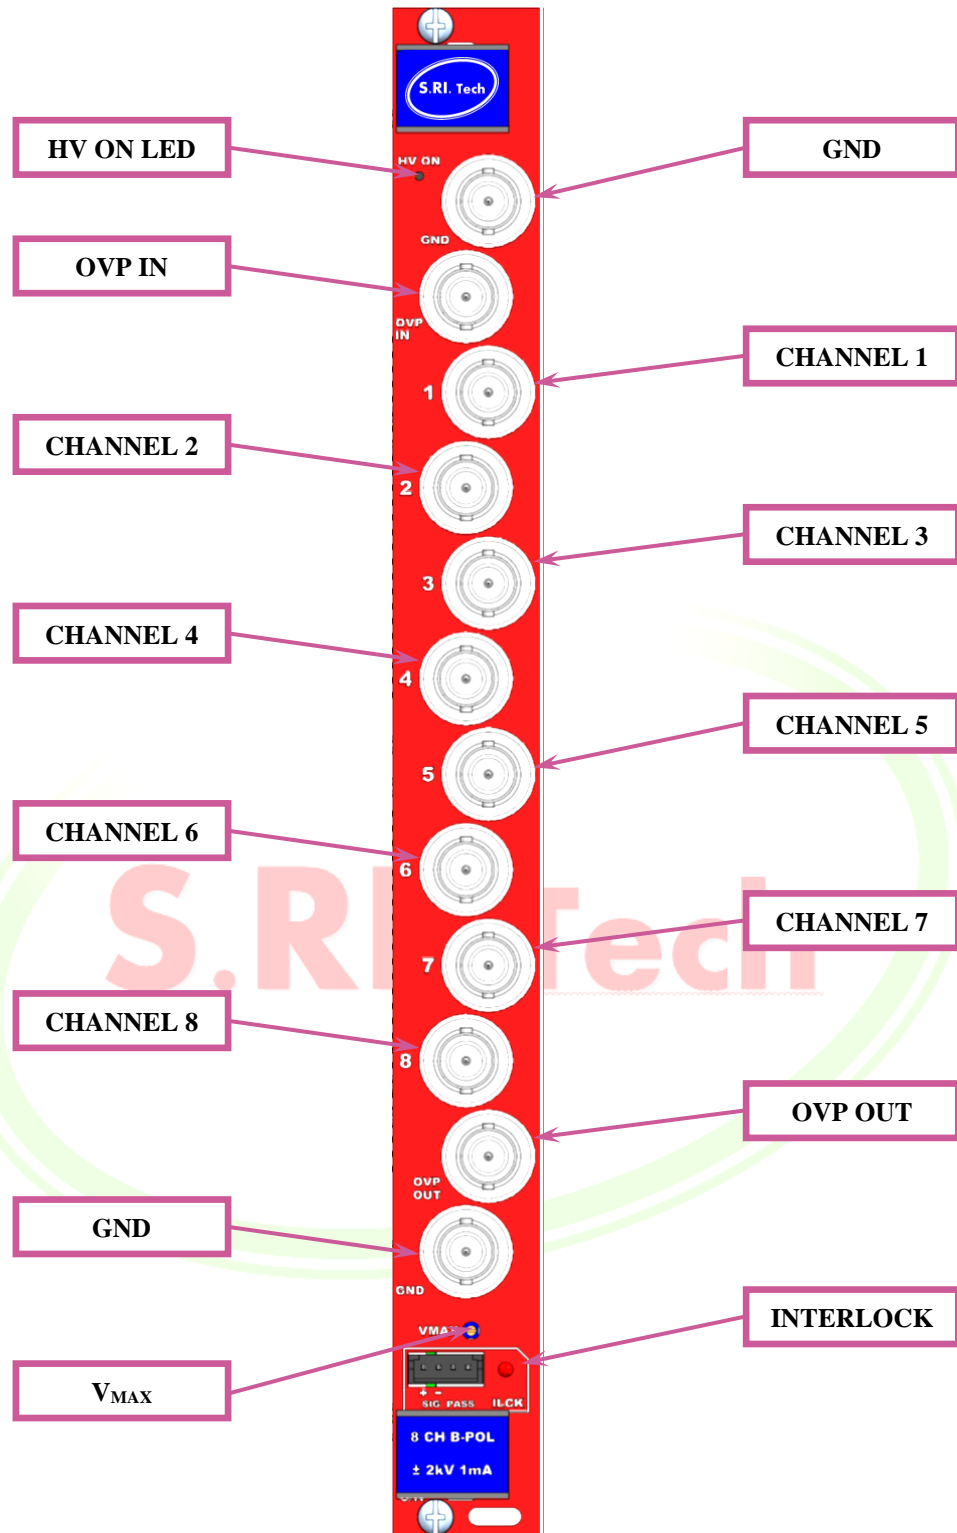 S.RI. Tech
HV ON LED
GND
HV ON
GND
OVP IN
OVP
IN
CHANNEL 1
1
CHANNEL 2
2
CHANNEL 3
3
CHANNEL 4
4
CHANNEL 5
5
CHANNEL 6
6
S.RI. Tech
CHANNEL 7
7
CHANNEL 8
8
OVP OUT
OVP
OUT
GND
GND
INTERLOCK
VMAX
VMAX
+ -
SIG PASS ILCK
8 CH B-POL
± 2kV 1mA